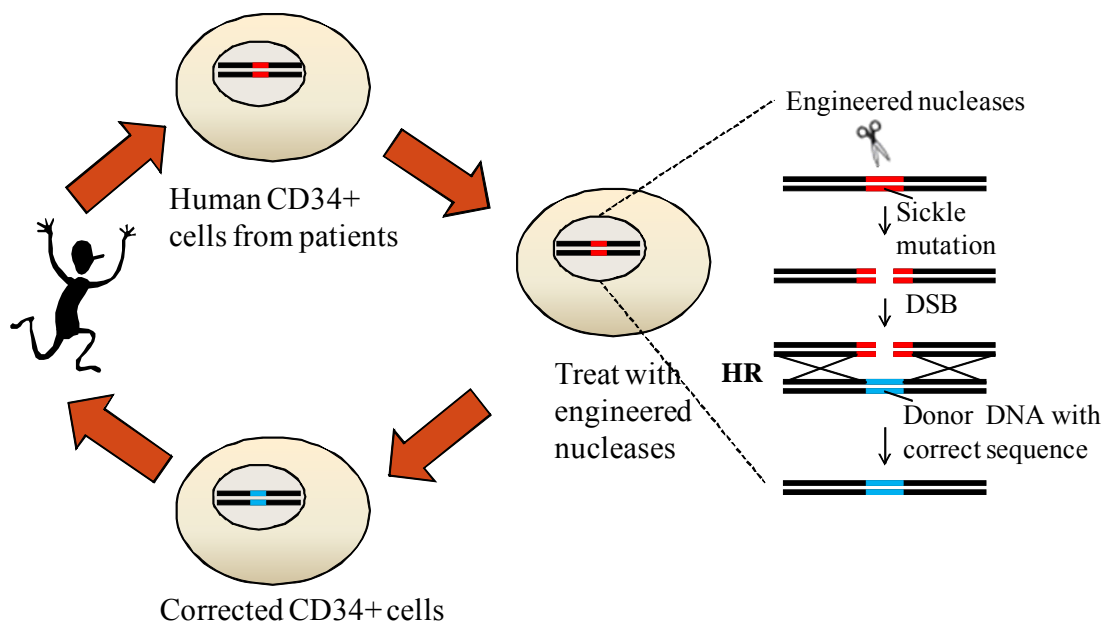 Human CD34+
cells from patients
Treat with
engineered
nucleases
Engineered nucleases
Sickle
mutation
DSB
HR
Donor DNA with
correct sequence
Corrected CD34+ cells